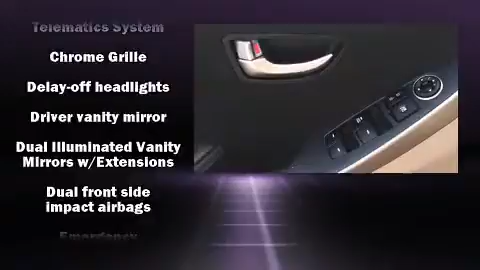 Telematics System
Chrome Grille
Delay-off headlights
Driver vanity mirror
Dual Illuminated Vanity
MIrrors w/Extensions
Dual front side
impact airbags
Emergency